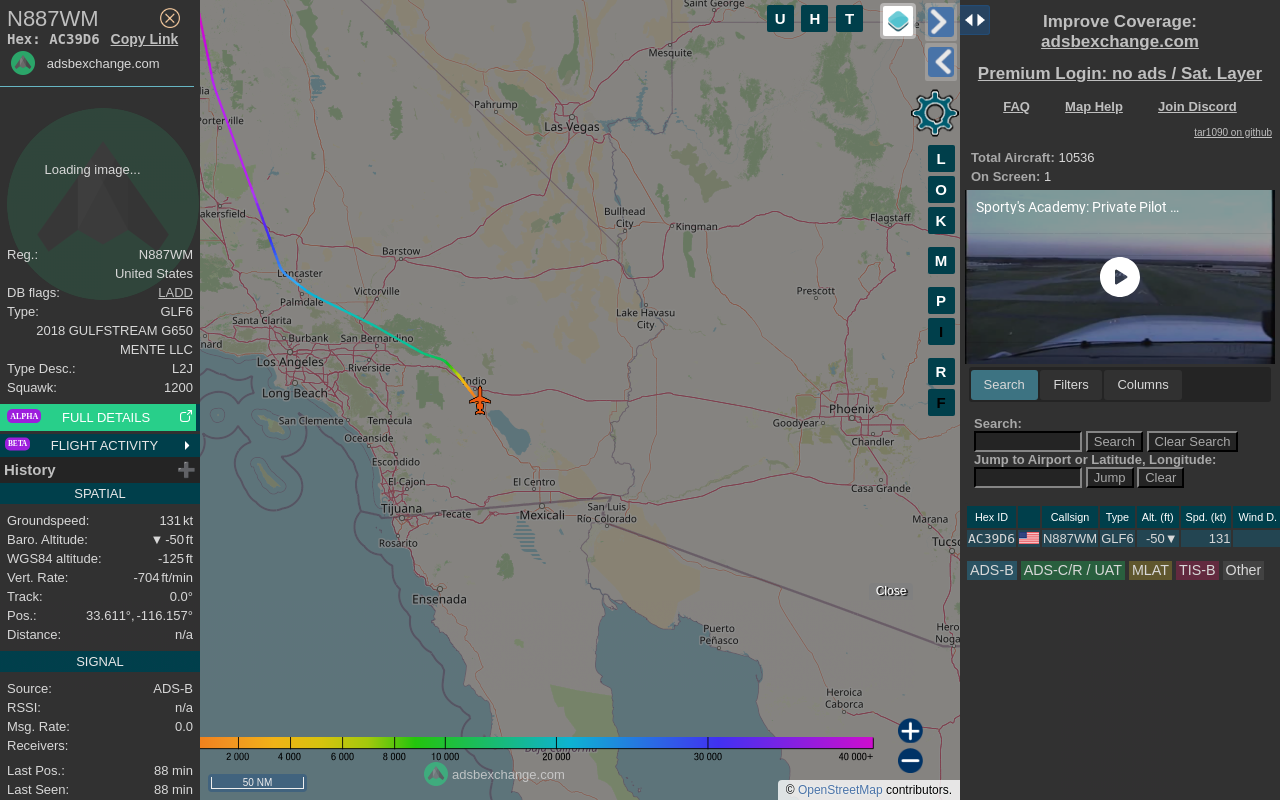 N887WM
Hex: AC39D6 Copy Link
adsbexchange.com
Loading image...
Reg.: N887WM
United States
DB flags: LADD
Type: GLF6
2018 GULFSTREAM G650
MENTE LLC
Type Desc.: L2J
Squawk: 1200
ALPHA FULL DETAILS
BETA FLIGHT ACTIVITY
History
SPATIAL
Groundspeed: 131 kt
Baro. Altitude: ▼ -50 ft
WGS84 altitude: -125 ft
Vert. Rate: -704 ft/min
Track: 0.0°
Pos.: 33.611°, -116.157°
Distance: n/a
SIGNAL
Source: ADS-B
RSSI: n/a
Msg. Rate: 0.0
Receivers:
Last Pos.: 88 min
Last Seen: 88 min
Saint George
Mesquite
Pahrump
Las Vegas
lia
Porterville
akersfield
Bullhead
City
Kingman
Flagstaff
Barstow
Lancaster
Palmdale
Victorville
Prescott
Santa Clarita
Lake Havasu
City
nard
Burbank
San Bernardino
Los Angeles
Riverside
Indio
Long Beach
San Clemente
Temecula
Phoenix
Goodyear
Oceanside
Chandler
Escondido
El Cajon
El Centro
Casa Grande
Tijuana
Tecate
Mexicali
San Luis
Río Colorado
Marana
Tucso
Rosarito
Ensenada
Close
Puerto
Peñasco
Hero
Noga
Heroica
Caborca
Baja California
U H T
L
O
K
M
P
I
R
F
2 000 4 000 6 000 8 000 10 000 20 000 30 000 40 000+
adsbexchange.com
50 NM
© OpenStreetMap contributors.
Improve Coverage:
adsbexchange.com
Premium Login: no ads / Sat. Layer
FAQ Map Help Join Discord
tar1090 on github
Total Aircraft: 10536
On Screen: 1
Sporty's Academy: Private Pilot ...
Search Filters Columns
Search:
Search Clear Search
Jump to Airport or Latitude, Longitude:
Jump Clear
Hex ID Callsign Type Alt. (ft) Spd. (kt) Wind D.
AC39D6 N887WM GLF6 -50▼ 131
ADS-B ADS-C/R / UAT MLAT TIS-B Other